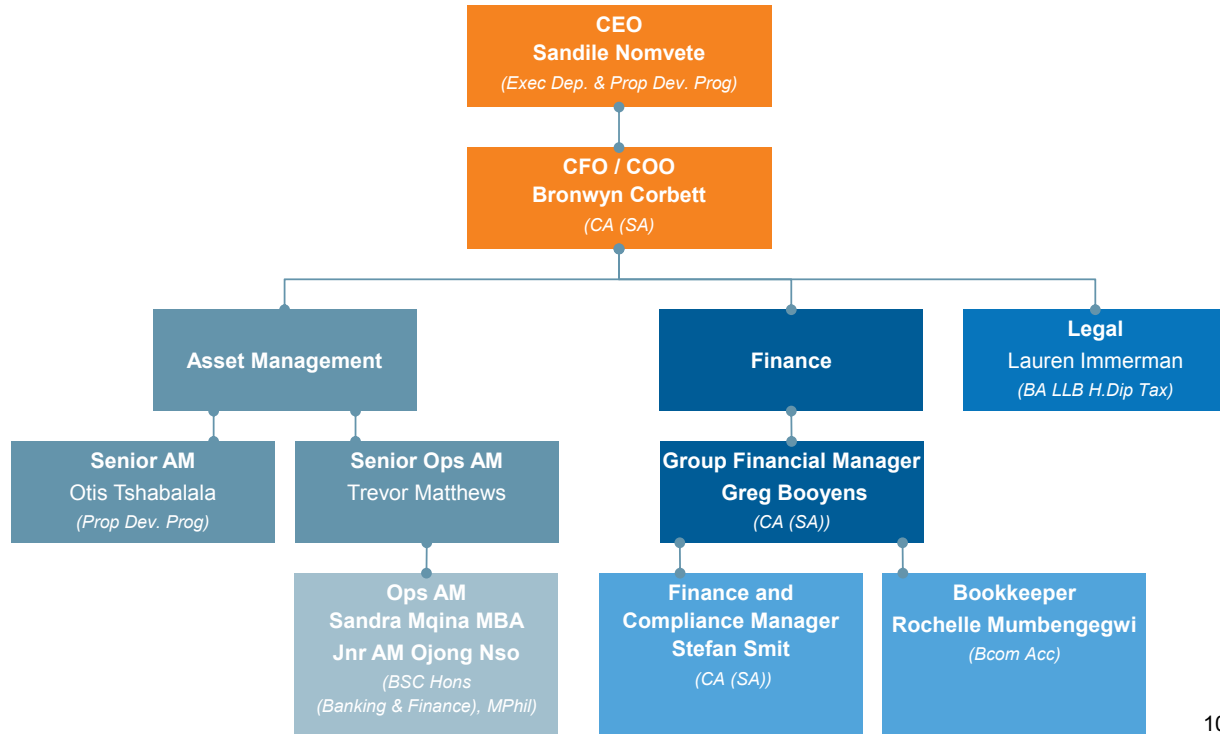 CEO
Sandile Nomvete
(Exec Dep. & Prop Dev. Prog)
CFO / COO
Bronwyn Corbett
(CA (SA)
Asset Management
Finance
Legal
Lauren Immerman
(BA LLB H.Dip Tax)
Senior AM
Otis Tshabalala
(Prop Dev. Prog)
Senior Ops AM
Trevor Matthews
Group Financial Manager
Greg Booyens
(CA (SA))
Ops AM
Sandra Mqina MBA
Jnr AM Ojong Nso
(BSC Hons
(Banking & Finance), MPhil)
Finance and
Compliance Manager
Stefan Smit
(CA (SA))
Bookkeeper
Rochelle Mumbengegwi
(Bcom Acc)
10